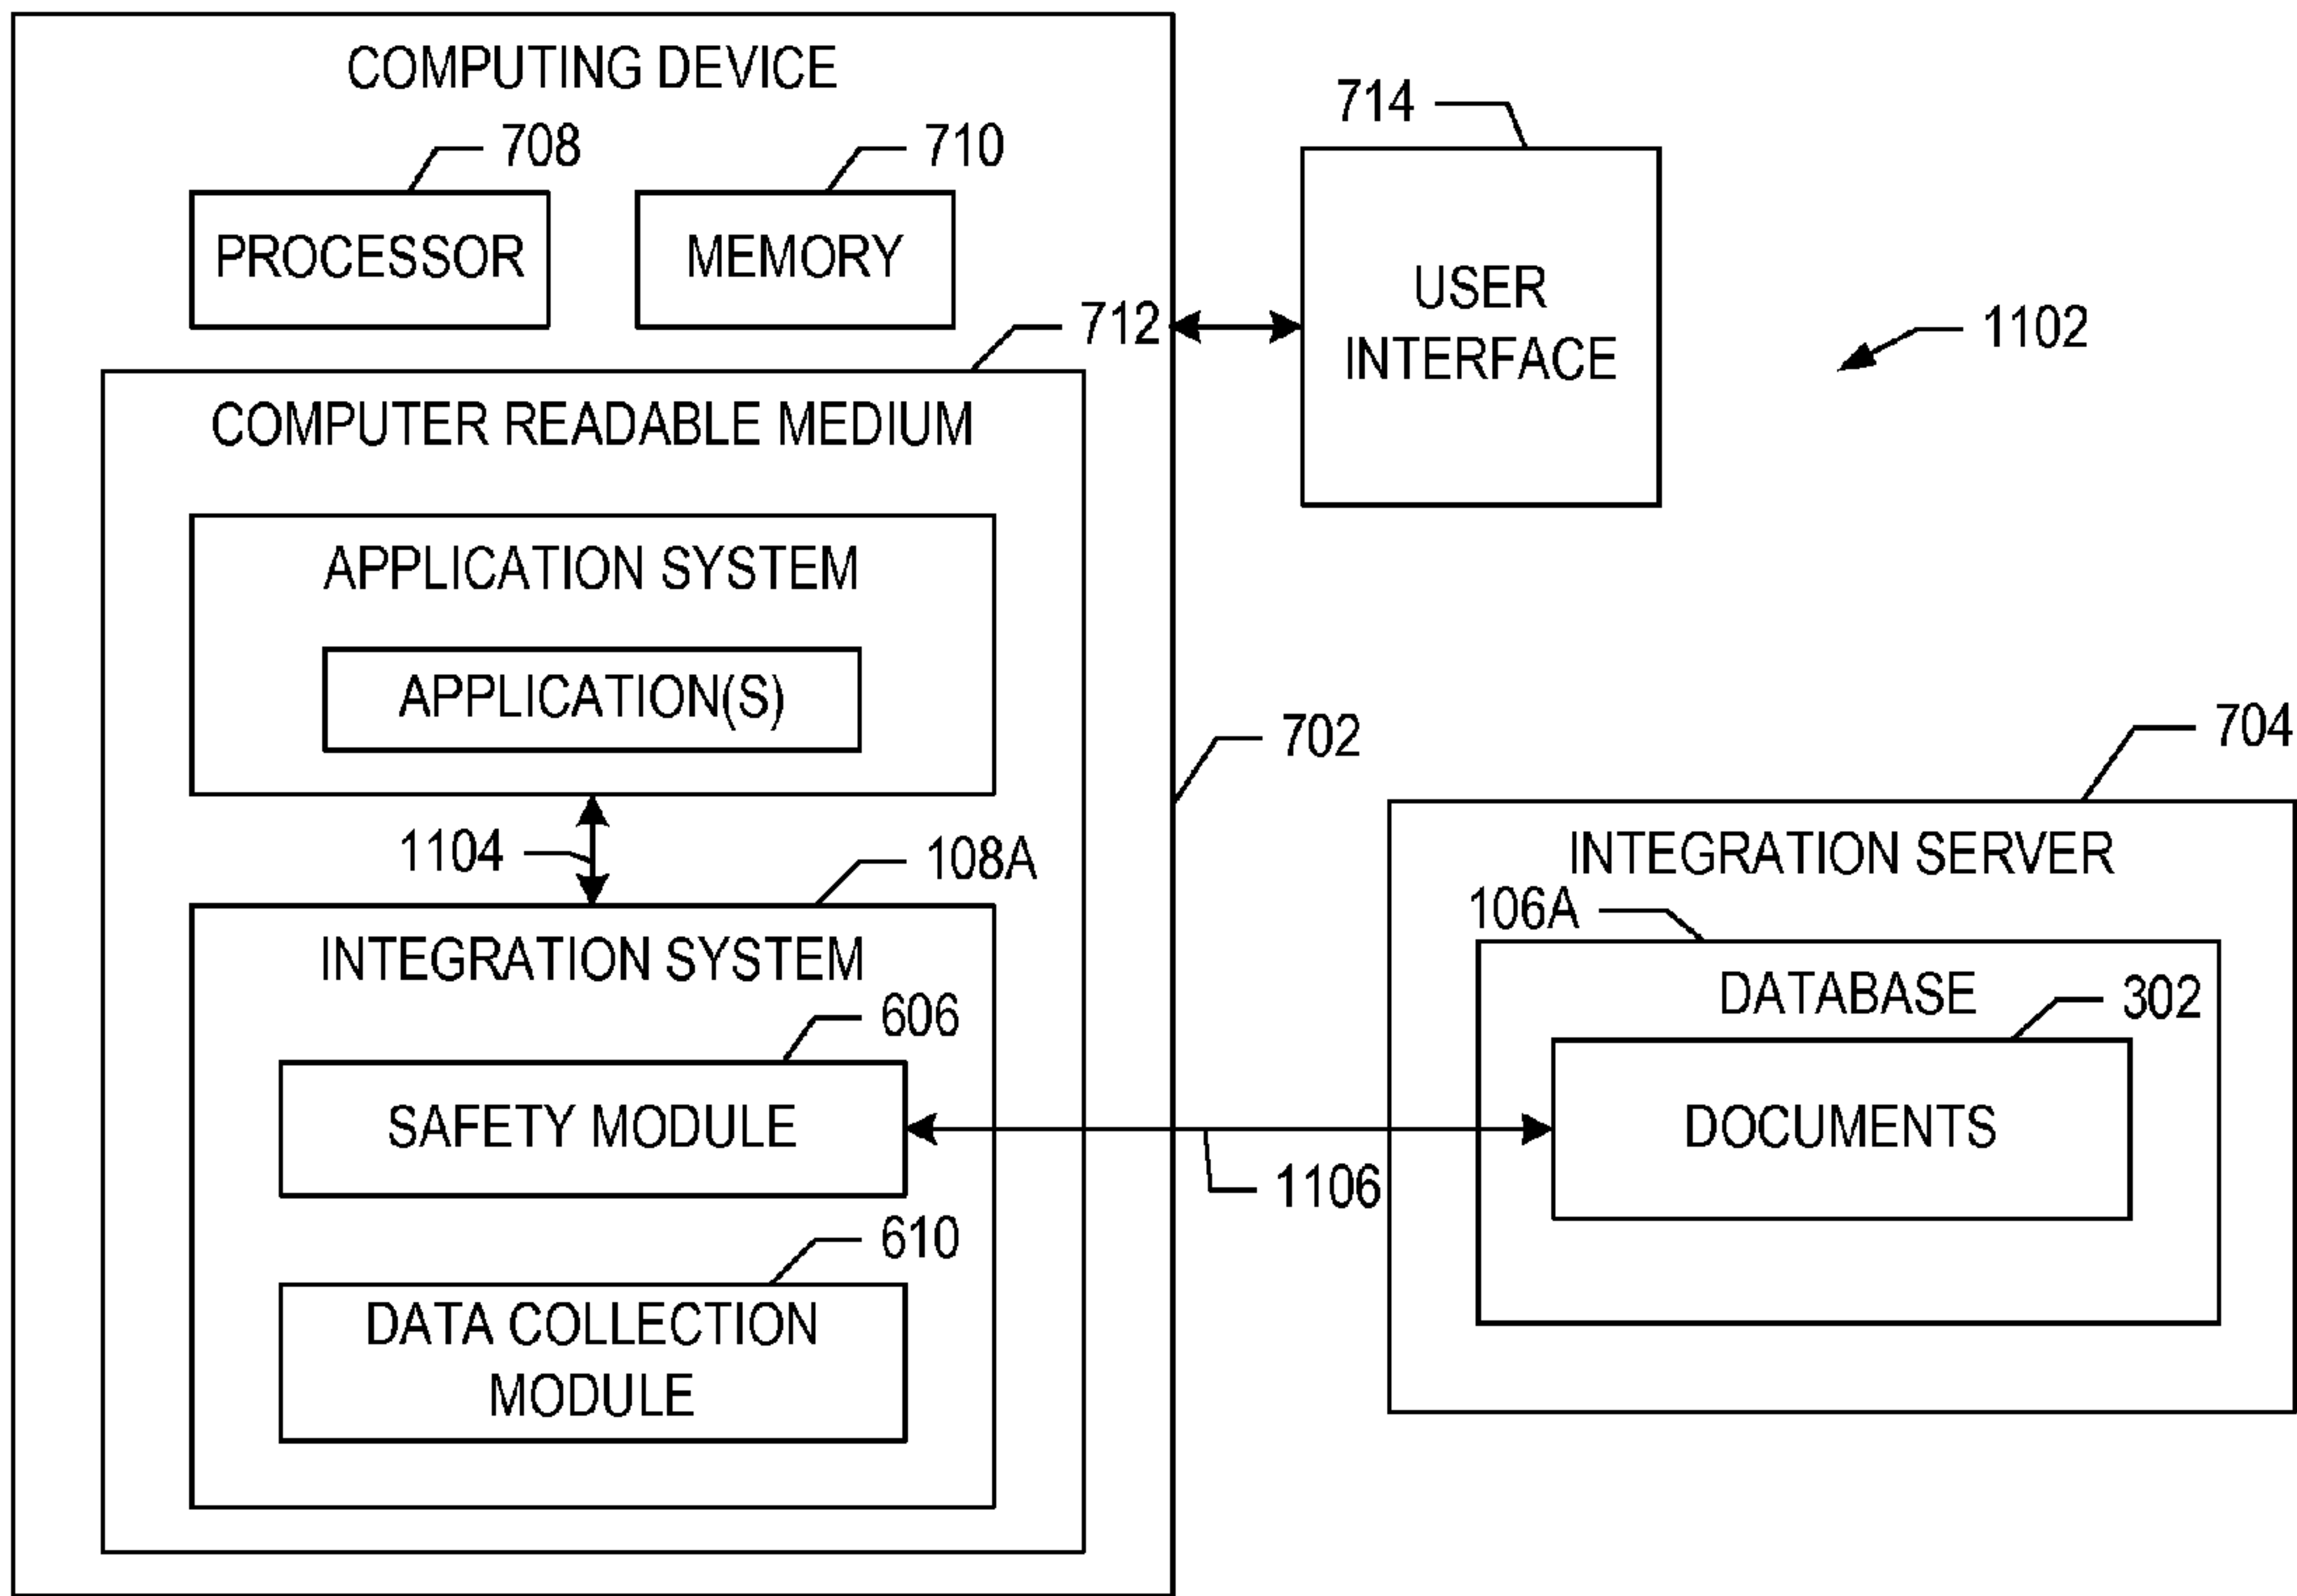 COMPUTING DEVICE
708
710
PROCESSOR
MEMORY
712
COMPUTER READABLE MEDIUM
APPLICATION SYSTEM
APPLICATION(S)
1104
108A
INTEGRATION SYSTEM
606
SAFETY MODULE
610
DATA COLLECTION
MODULE
714
USER
INTERFACE
1102
702
704
INTEGRATION SERVER
106A
DATABASE
302
DOCUMENTS
1106